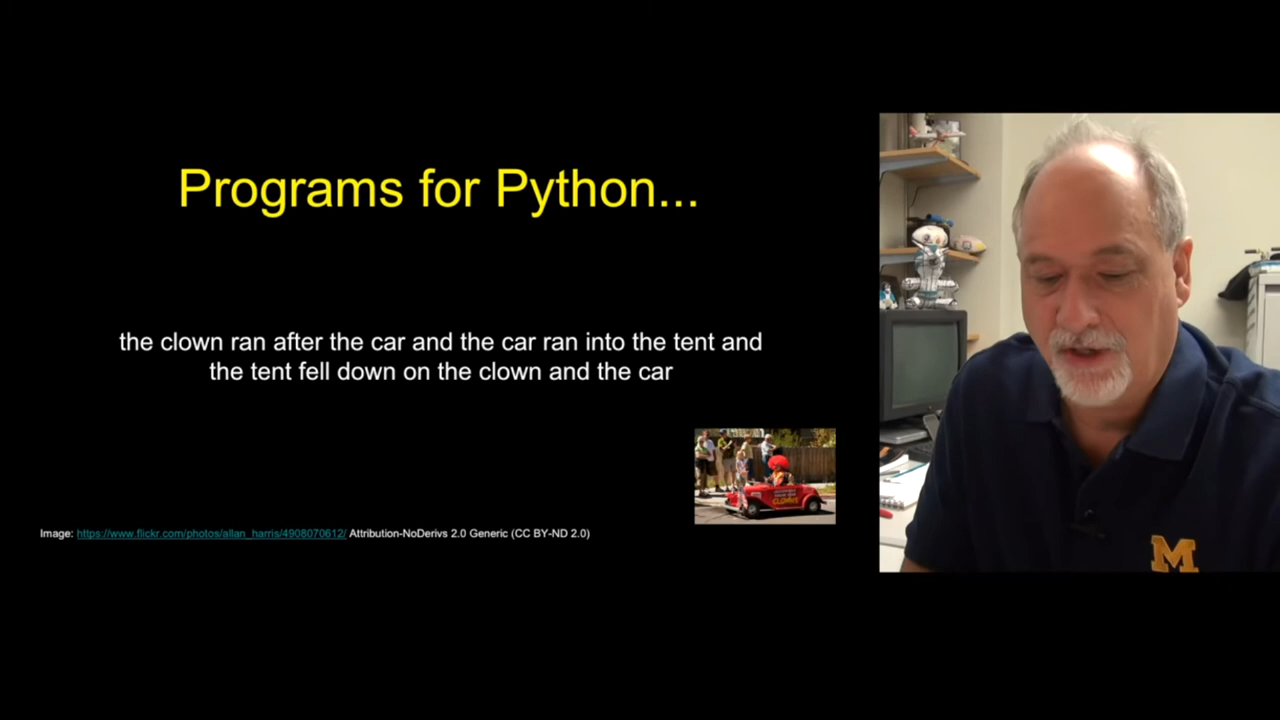 Programs for Python...
the clown ran after the car and the car ran into the tent and
the tent fell down on the clown and the car
Image: https://www.flickr.com/photos/allan_harris/4908070612/ Attribution-NoDerivs 2.0 Generic (CC BY-ND 2.0)
M